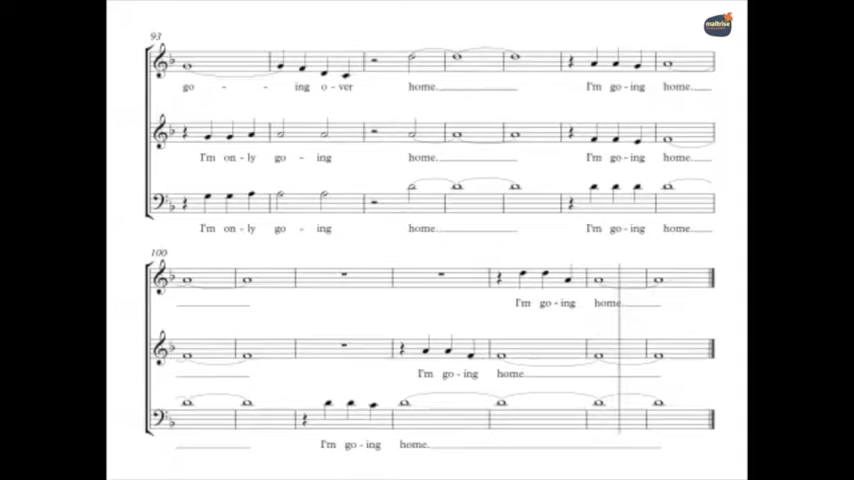 maîtrise
93
go - - ing o - ver home. I'm go - ing home.
I'm on - ly go - ing home. I'm go - ing home.
I'm on - ly go - ing home. I'm go - ing home.
100
I'm go - ing home.
I'm go - ing home.
I'm go - ing home.